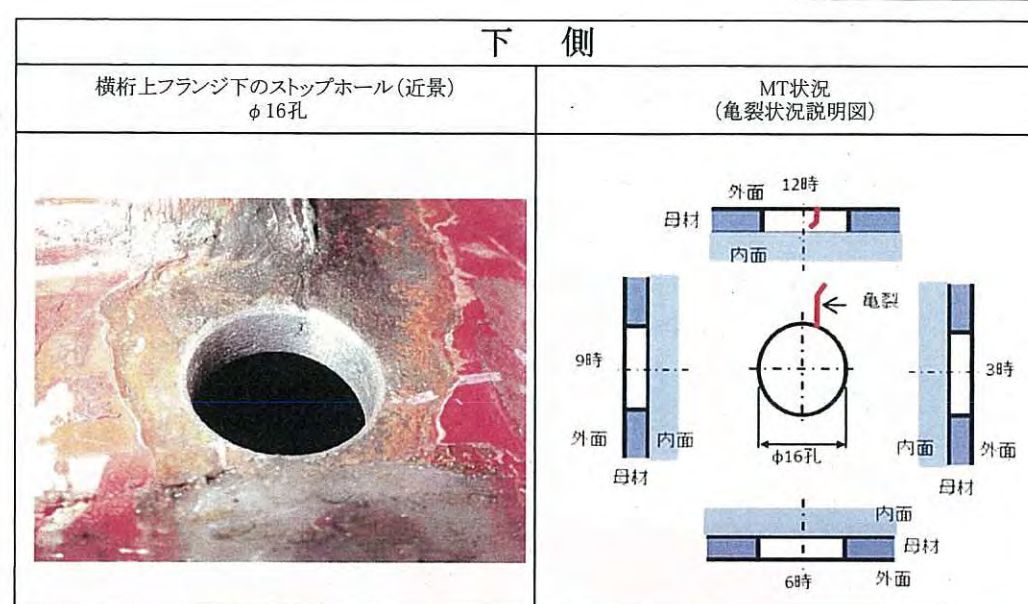 下 側
横桁上フランジ下のストップホール(近景)
φ16孔
MT状況
(亀裂状況説明図)
外面
12時
母材
内面
亀裂
9時
3時
外面
内面
φ16孔
内面
外面
母材
母材
内面
母材
6時
外面